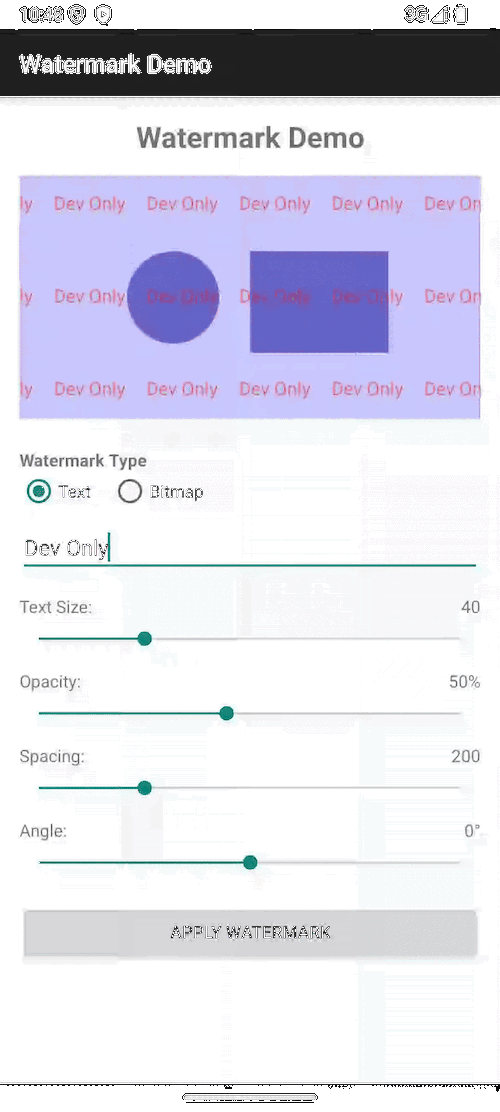 10:48 3G
Watermark Demo
Watermark Demo
ly Dev Only Dev Only Dev Only Dev Only Dev On
ly Dev Only Dev Only Dev Only Dev Only Dev On
ly Dev Only Dev Only Dev Only Dev Only Dev On
Watermark Type
Text Bitmap
Dev Only
Text Size: 40
Opacity: 50%
Spacing: 200
Angle: 0°
APPLY WATERMARK